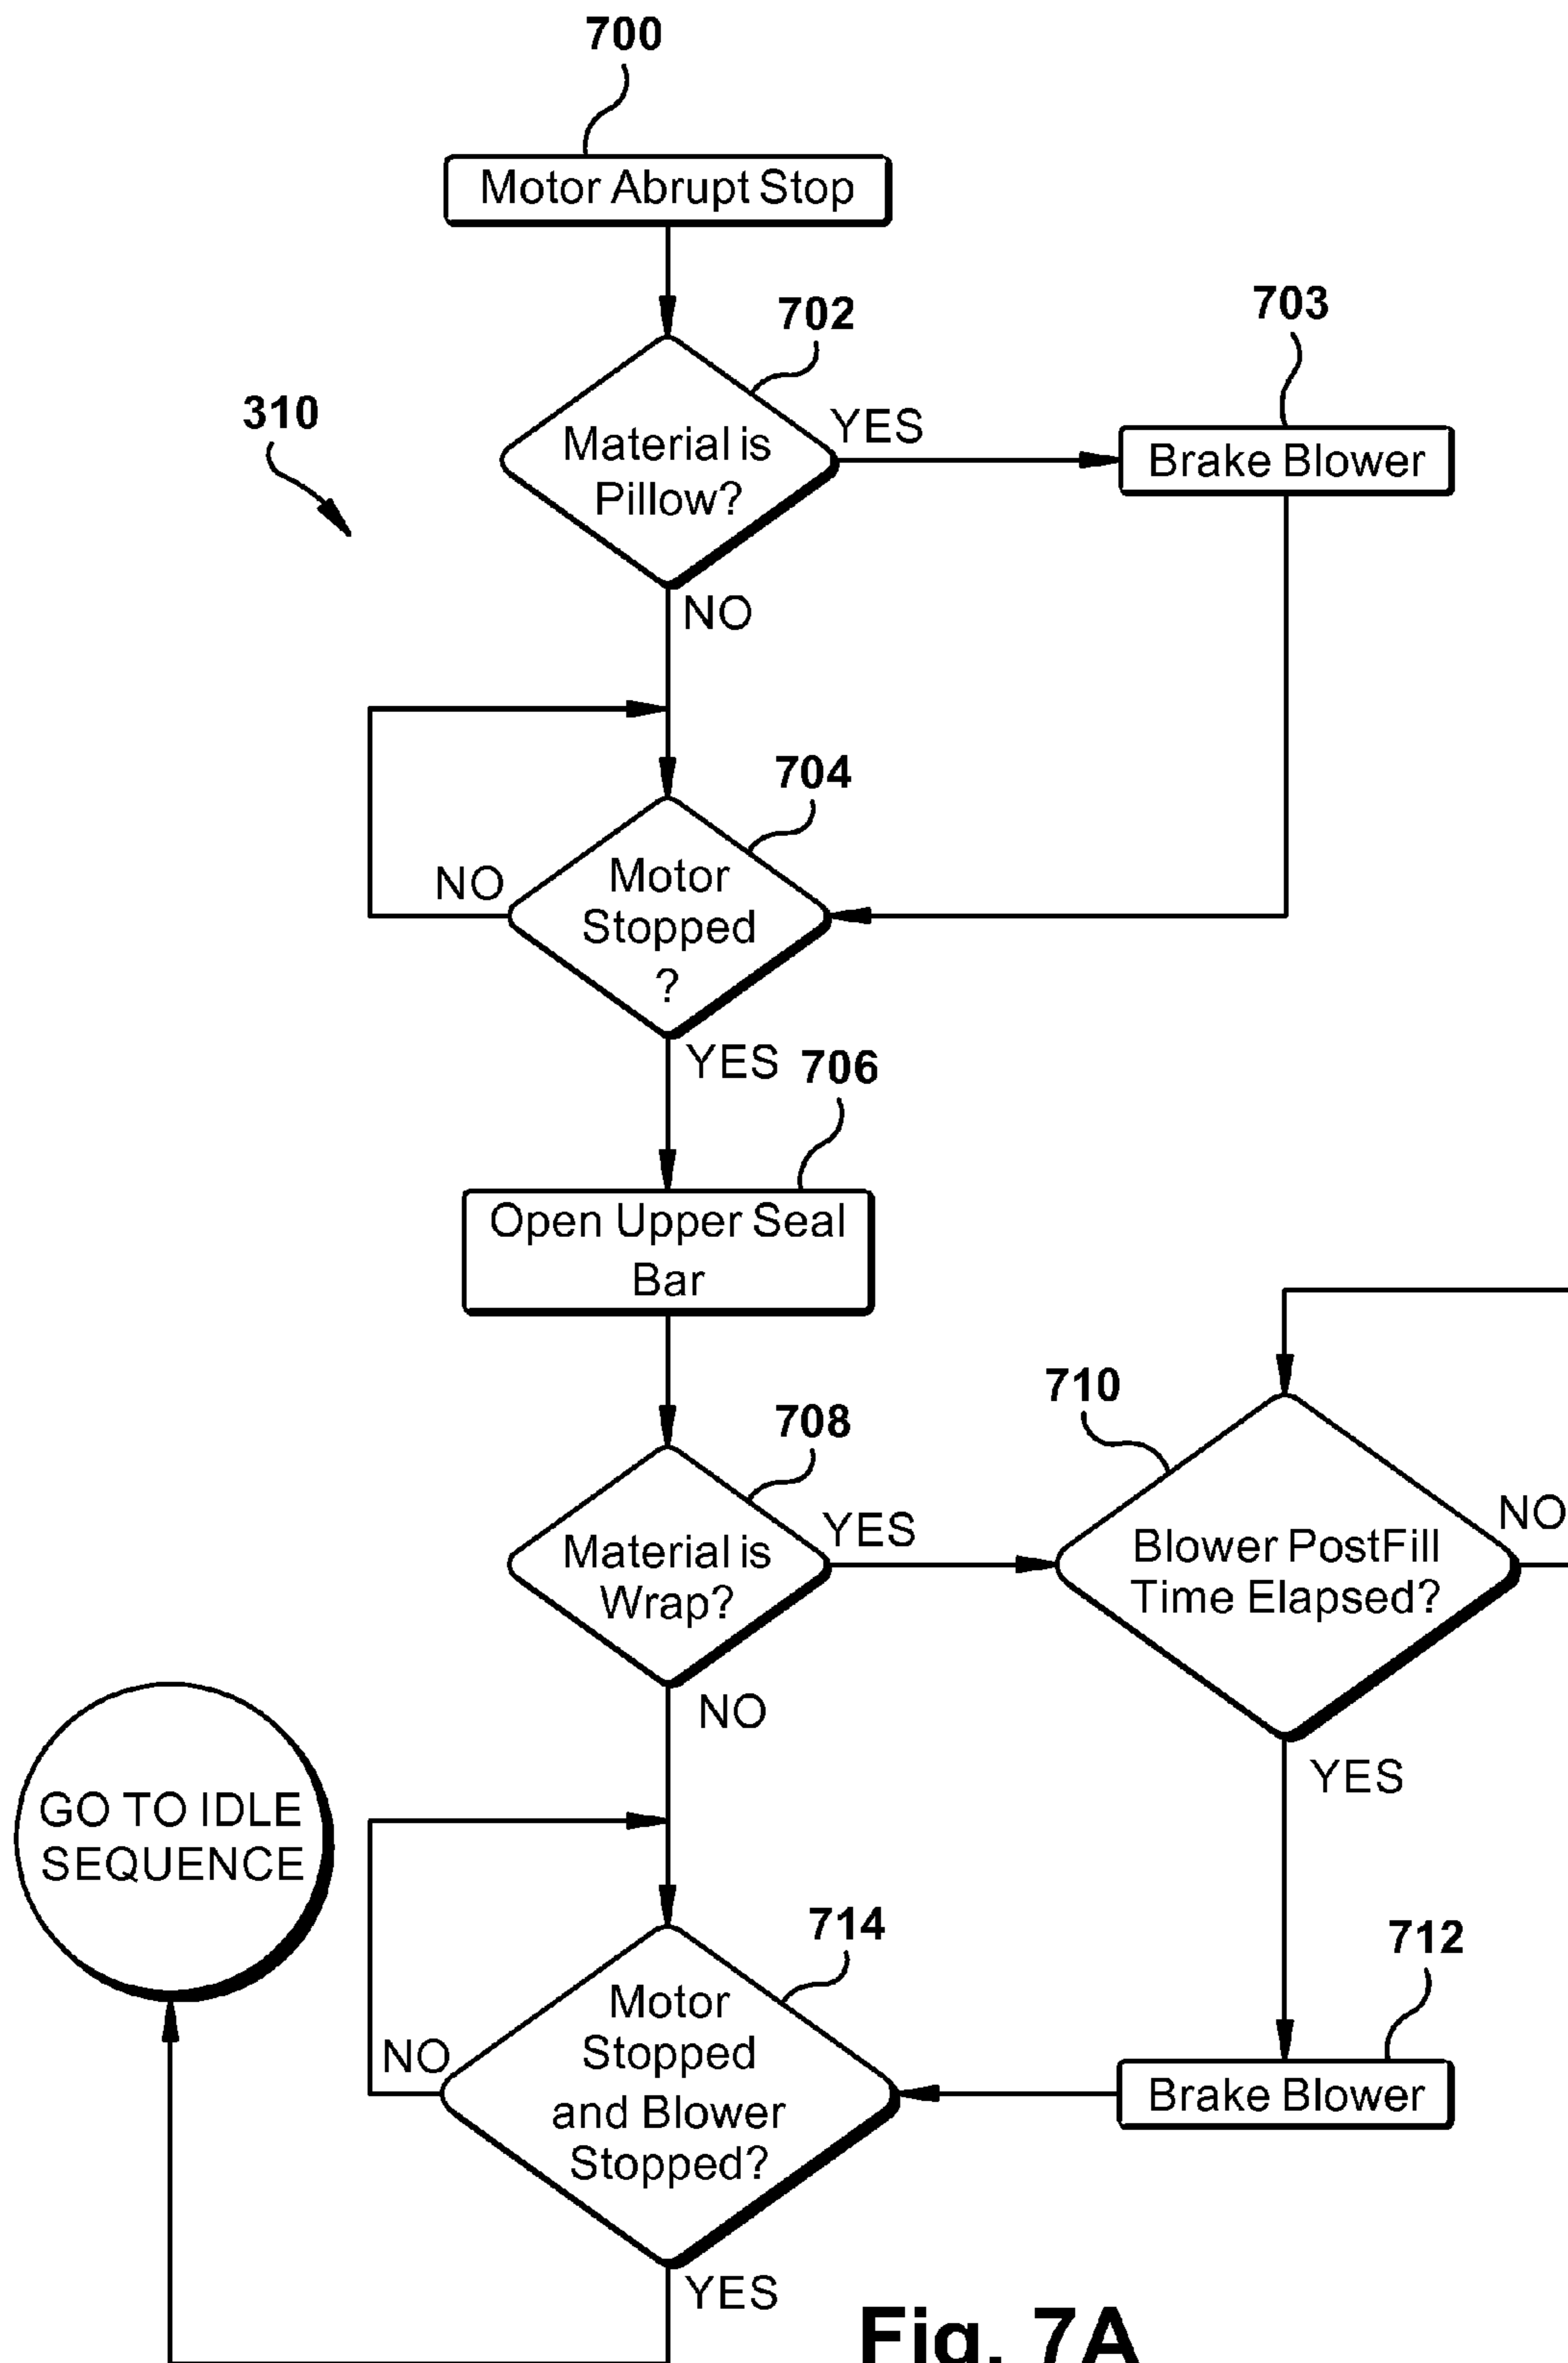 700
Motor Abrupt Stop
702
703
310
Material is
Pillow?
YES
Brake Blower
NO
704
Motor
Stopped
?
NO
YES
706
Open Upper Seal
Bar
708
710
Material is
Wrap?
YES
Blower PostFill
Time Elapsed?
NO
NO
YES
GO TO IDLE
SEQUENCE
714
712
Motor
Stopped
and Blower
Stopped?
NO
Brake Blower
YES
Fig. 7A